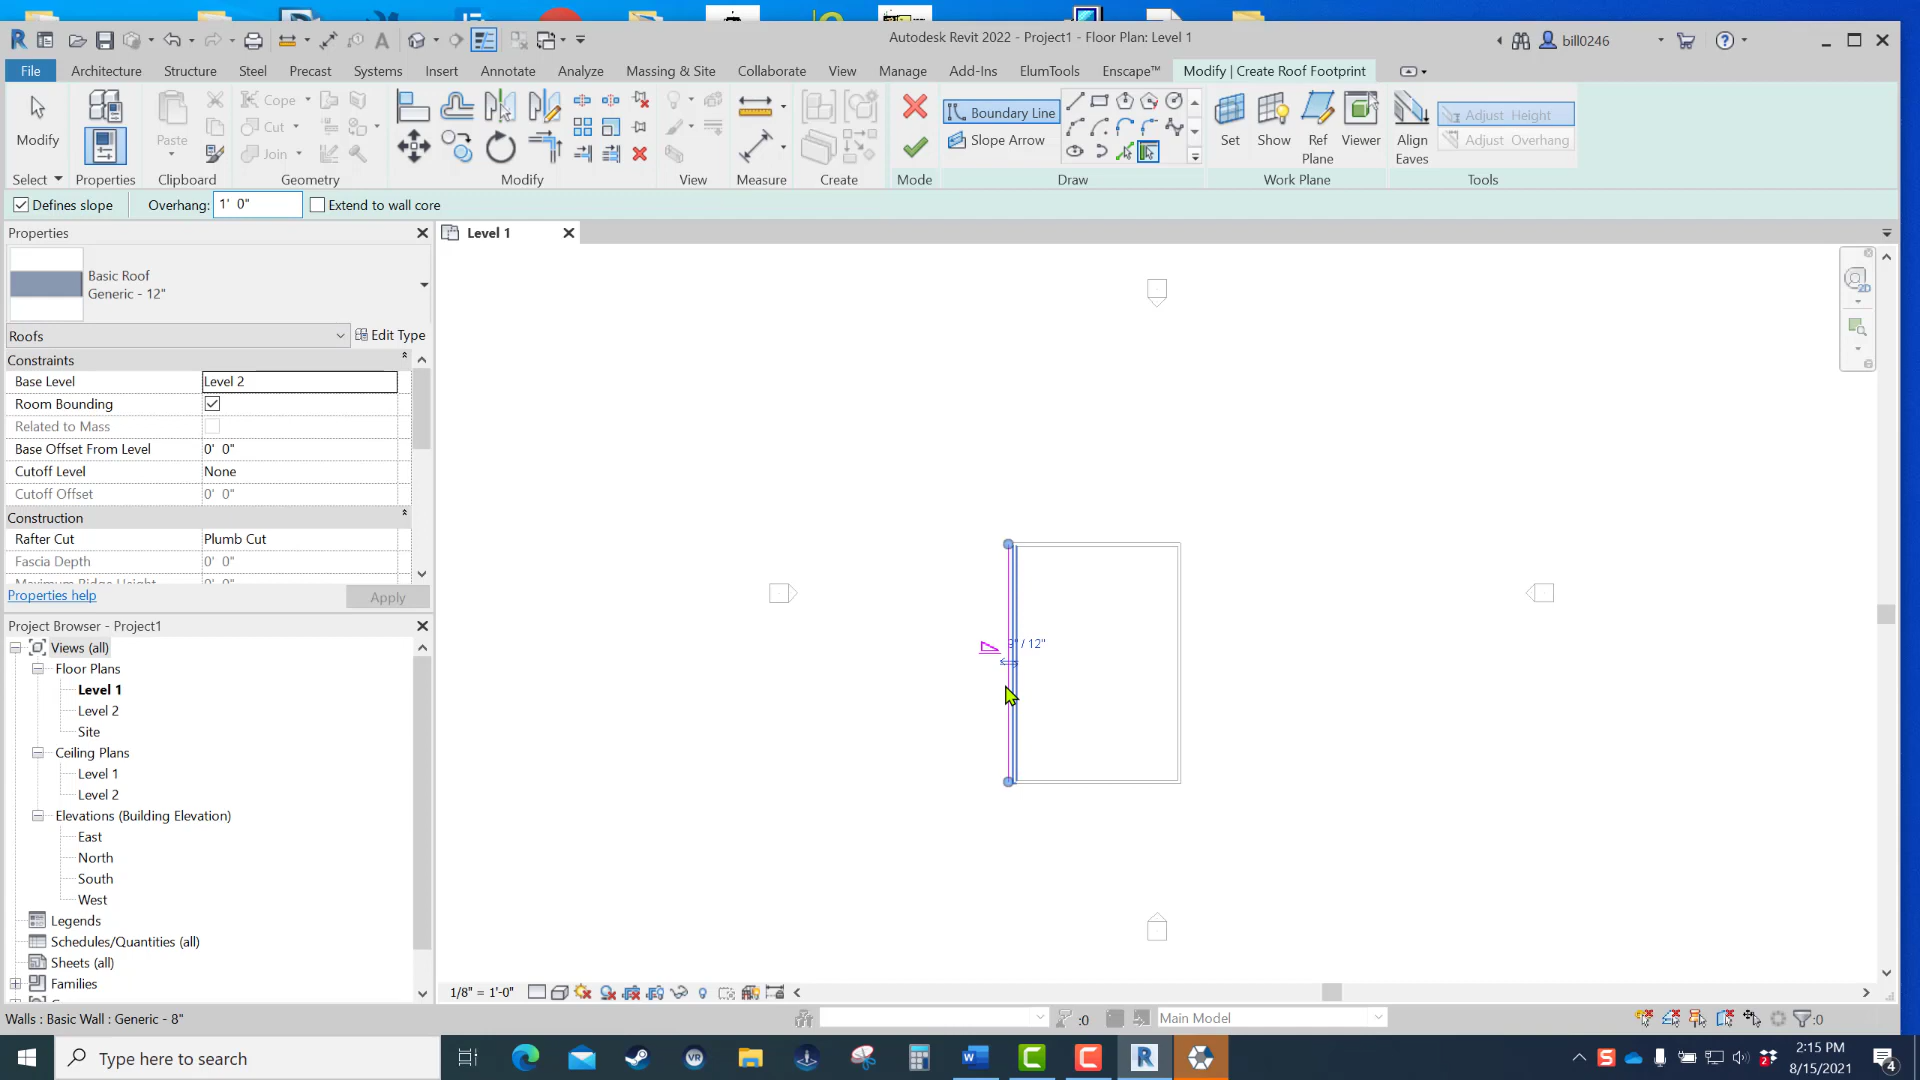 Autodesk Revit 2022 - Project1 - Floor Plan: Level 1
bill0246
File Architecture Structure Steel Precast Systems Insert Annotate Analyze Massing & Site Collaborate View Manage Add-Ins ElumTools Enscape™ Modify | Create Roof Footprint
Modify
Paste
Cope
Cut
Join
Boundary Line
Slope Arrow
Set
Show
Ref
Plane
Viewer
Align
Eaves
Adjust Height
Adjust Overhang
Select Properties Clipboard Geometry Modify View Measure Create Mode Draw Work Plane Tools
Defines slope Overhang: 1' 0" Extend to wall core
Properties
Level 1
Basic Roof
Generic - 12"
Roofs Edit Type
Constraints
Base Level Level 2
Room Bounding
Related to Mass
Base Offset From Level 0' 0"
Cutoff Level None
Cutoff Offset 0' 0"
Construction
Rafter Cut Plumb Cut
Fascia Depth 0' 0"
Maximum Ridge Height 0' 0"
Properties help Apply
/ 12"
Project Browser - Project1
Views (all)
Floor Plans
Level 1
Level 2
Site
Ceiling Plans
Level 1
Level 2
Elevations (Building Elevation)
East
North
South
West
Legends
Schedules/Quantities (all)
Sheets (all)
Families
1/8" = 1'-0"
Walls : Basic Wall : Generic - 8"
:0
Main Model
:0
Type here to search
2:15 PM
8/15/2021
4